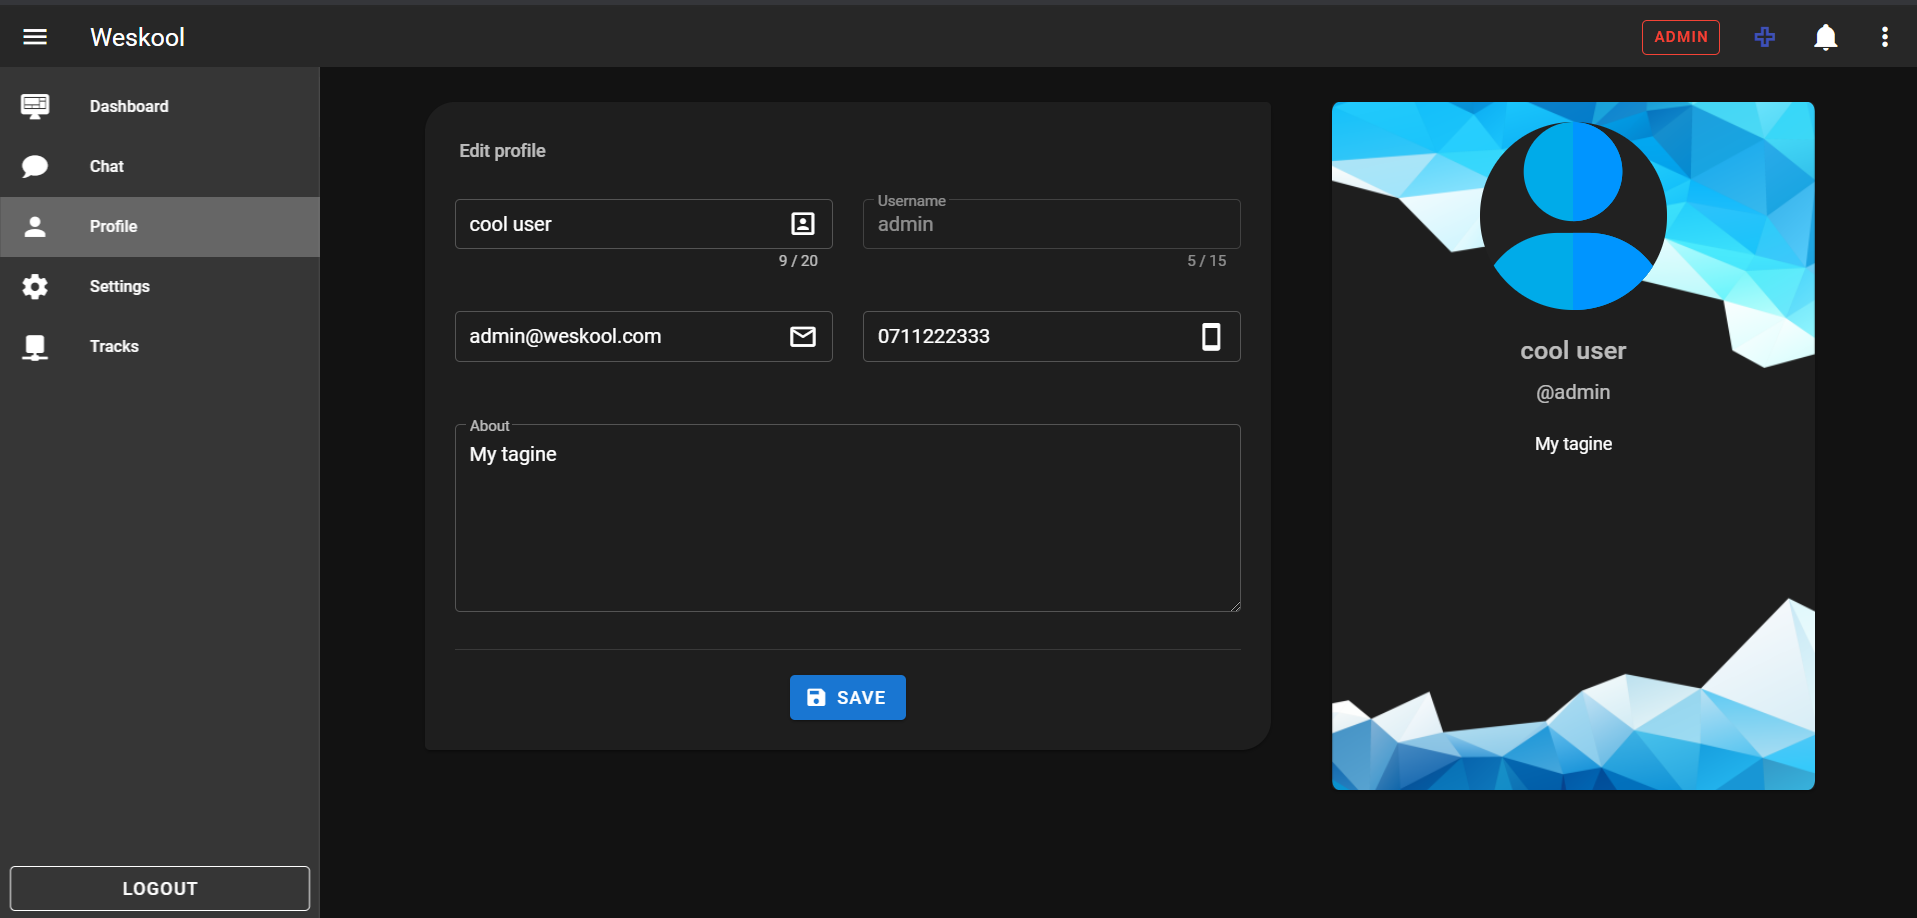 Weskool
ADMIN
Dashboard
Chat
Profile
Settings
Tracks
LOGOUT
Edit profile
cool user
9 / 20
Username
admin
5 / 15
admin@weskool.com
0711222333
About
My tagine
SAVE
cool user
@admin
My tagine